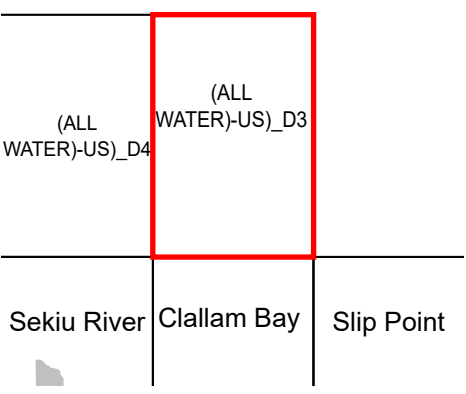 (ALL
WATER)-US)_D4
(ALL
WATER)-US)_D3
Sekiu River
Clallam Bay
Slip Point